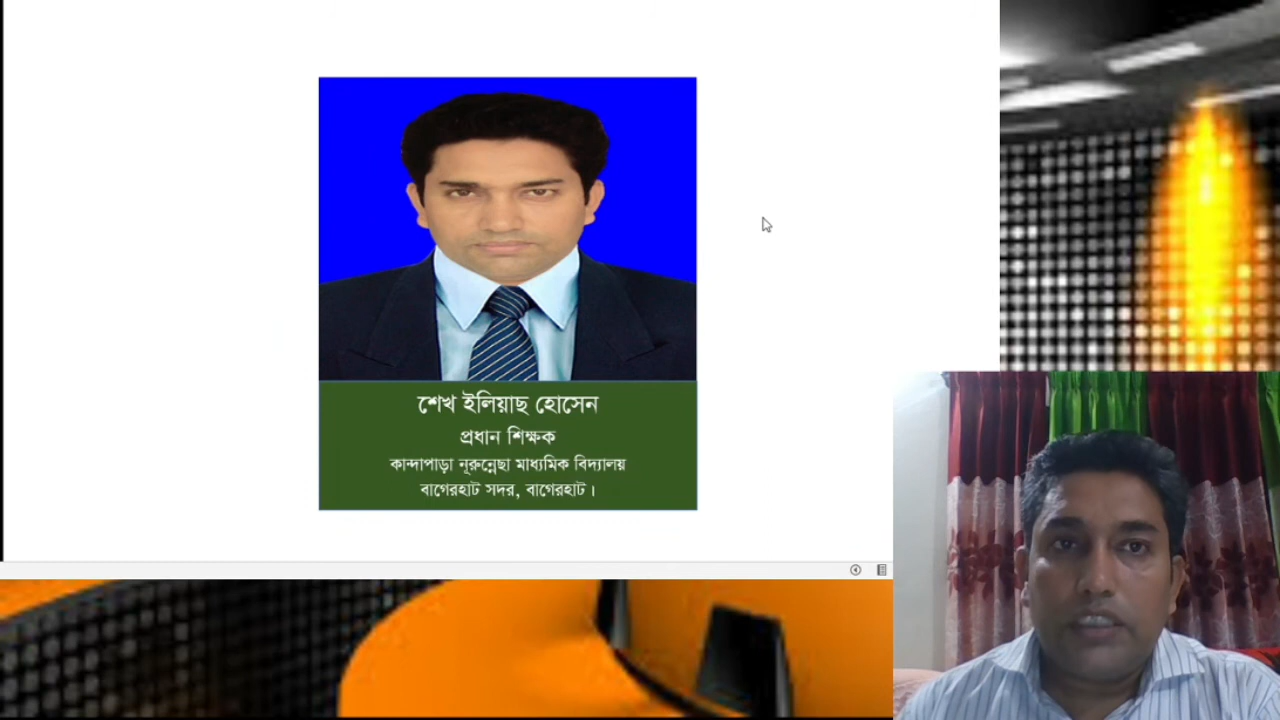 শেখ ইলিয়াছ হোসেন
প্রধান শিক্ষক
কান্দাপাড়া নূরুন্নেছা মাধ্যমিক বিদ্যালয়
বাগেরহাট সদর, বাগেরহাট।